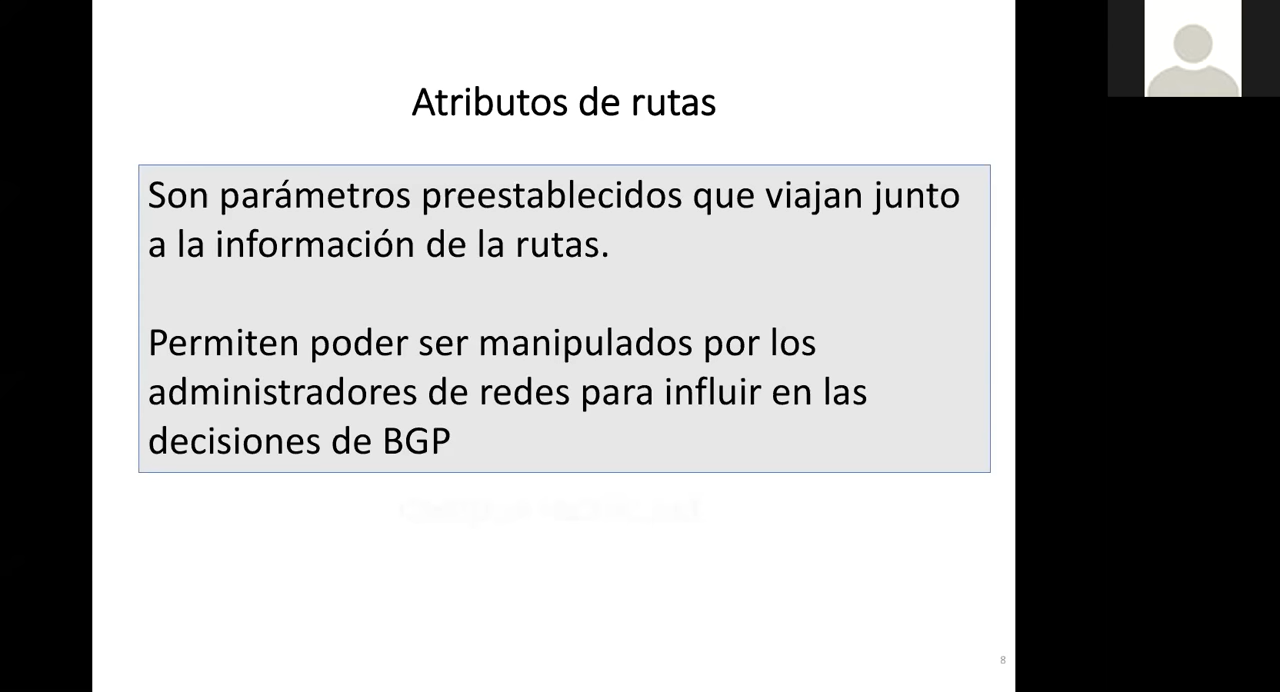 Atributos de rutas
Son parámetros preestablecidos que viajan junto
a la información de la rutas.
Permiten poder ser manipulados por los
administradores de redes para influir en las
decisiones de BGP
8